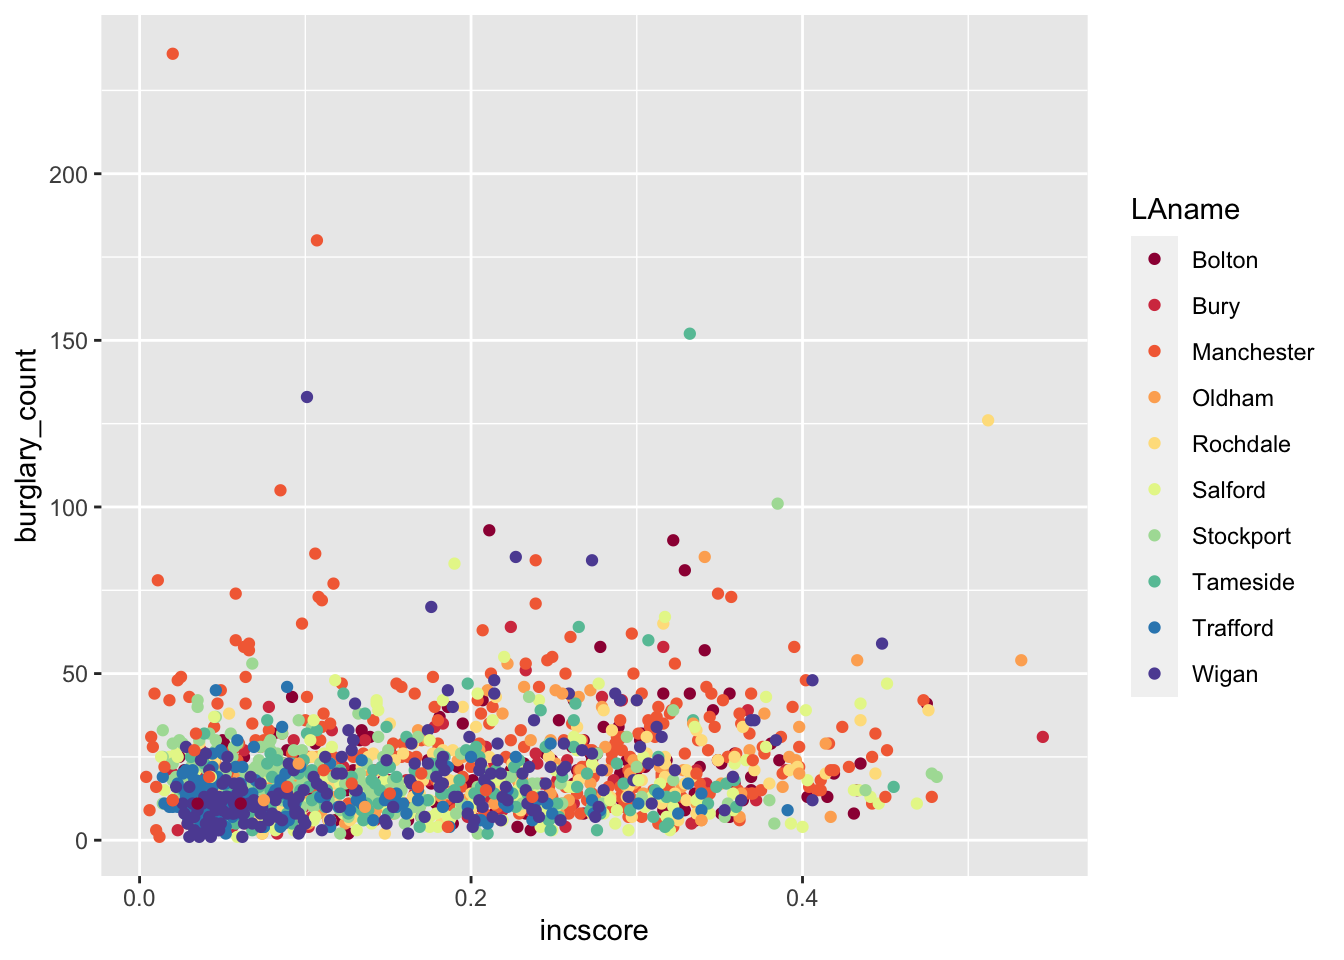 200
150
100
50
0
burglary_count
0.0
0.2
0.4
incscore
LAname
Bolton
Bury
Manchester
Oldham
Rochdale
Salford
Stockport
Tameside
Trafford
Wigan